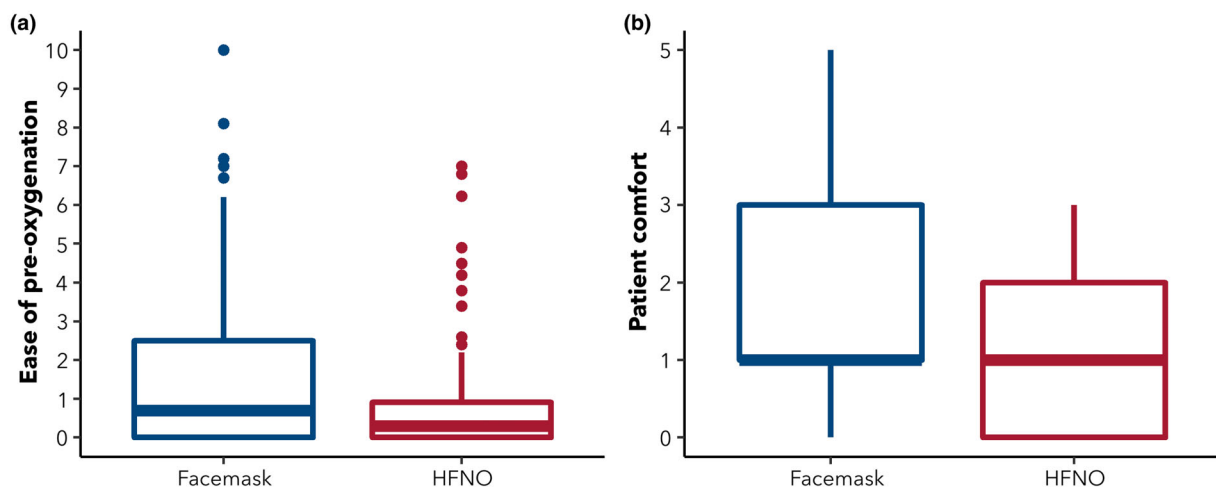 (a)
Ease of pre-oxygenation
10
9
8
7
6
5
4
3
2
1
0
Facemask
HFNO
(b)
Patient comfort
5
4
3
2
1
0
Facemask
HFNO